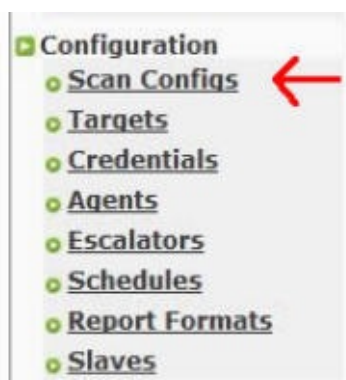 Configuration
Scan Configs
Targets
Credentials
Agents
Escalators
Schedules
Report Formats
Slaves